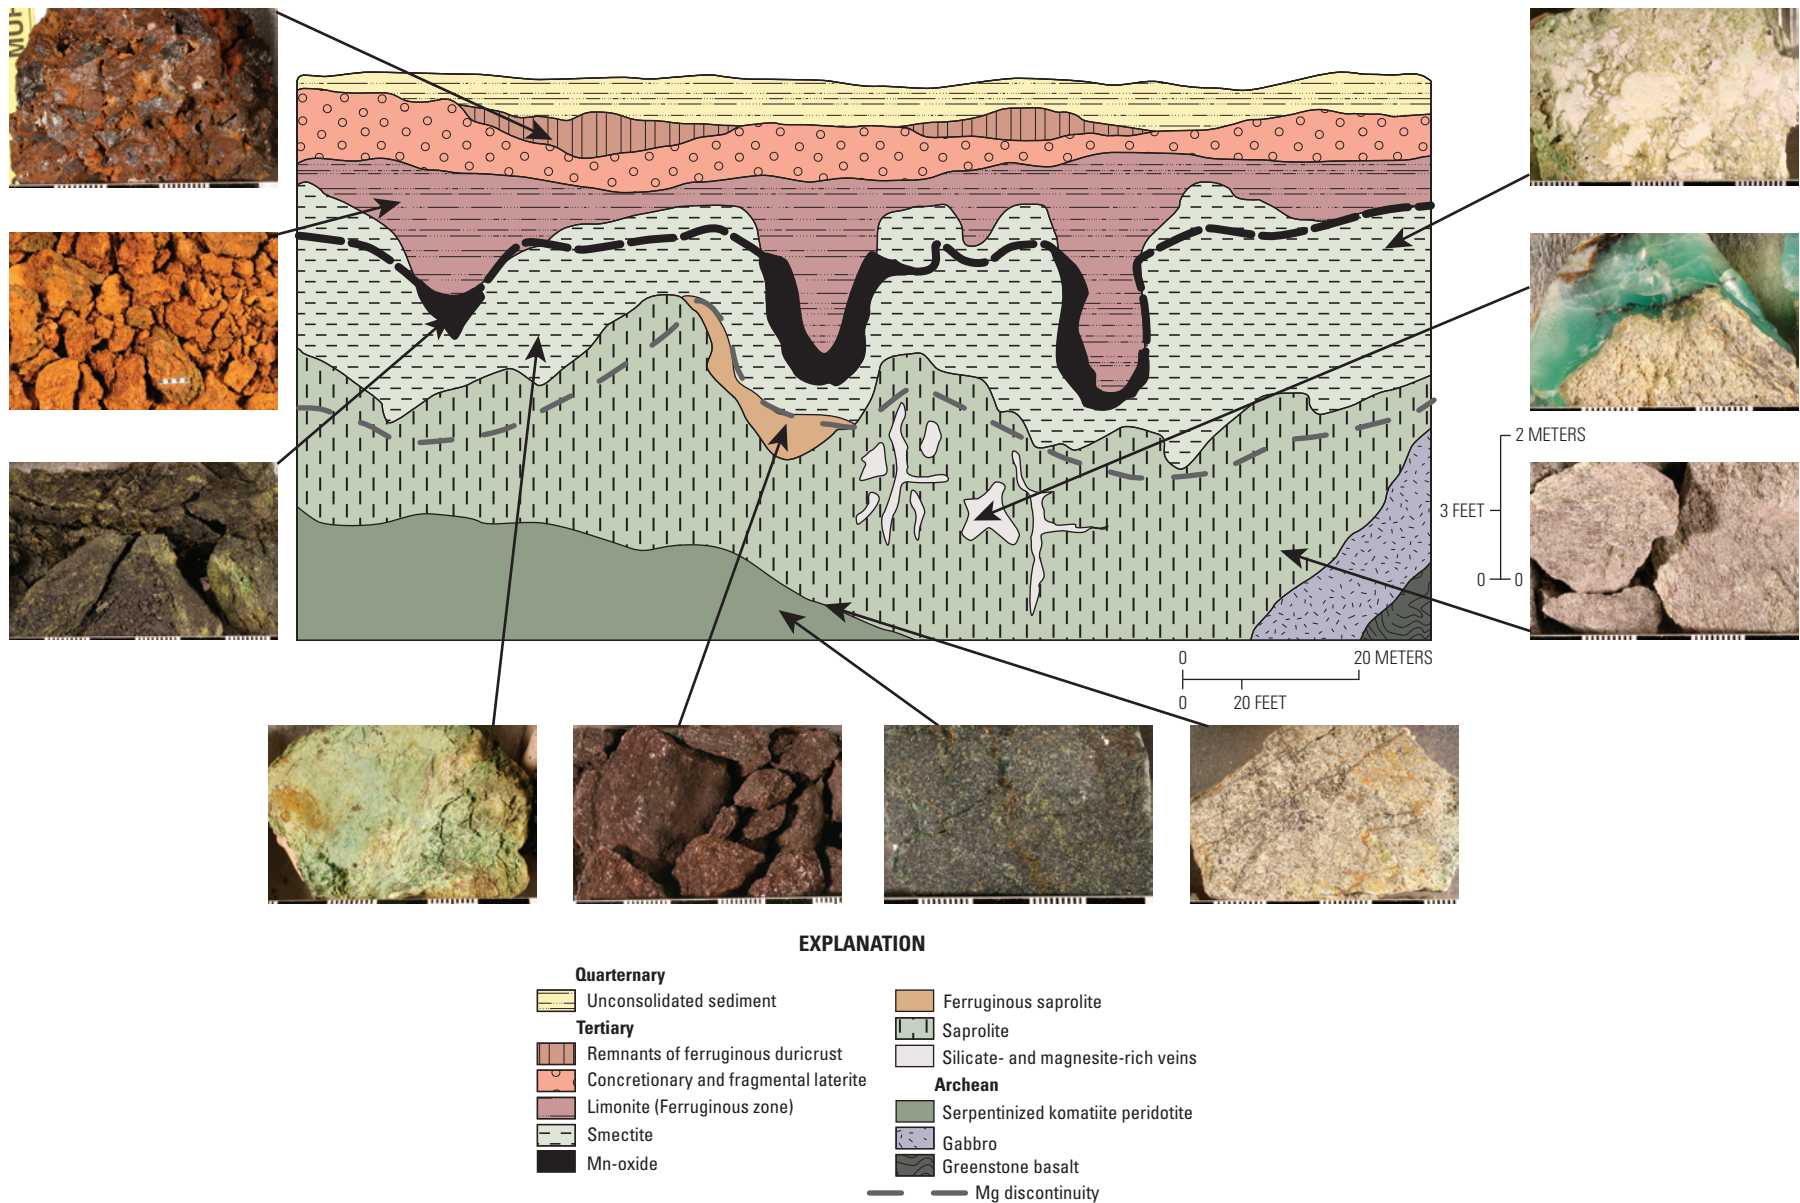 MUF
2 METERS
3 FEET
0
0
0
20 METERS
0
20 FEET
EXPLANATION
Quarternary
Unconsolidated sediment
Tertiary
Remnants of ferruginous duricrust
Concretionary and fragmental laterite
Limonite (Ferruginous zone)
Smectite
Mn-oxide
Ferruginous saprolite
Saprolite
Silicate- and magnesite-rich veins
Archean
Serpentinized komatiite peridotite
Gabbro
Greenstone basalt
Mg discontinuity